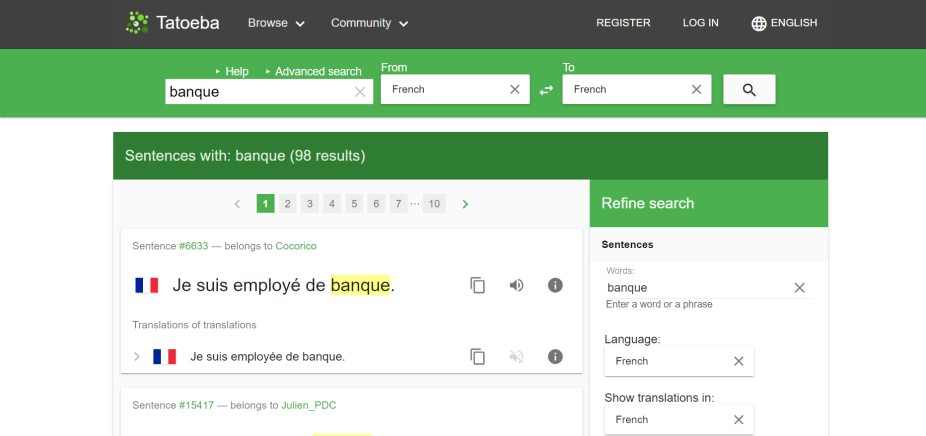 Tatoeba Browse Community REGISTER LOG IN ENGLISH
Help Advanced search From To
banque French French
Sentences with: banque (98 results)
1 2 3 4 5 6 7 ... 10
Refine search
Sentence #6633 — belongs to Cocorico
Je suis employé de banque.
Translations of translations
Je suis employée de banque.
Sentence #15417 — belongs to Julien_PDC
Sentences
Words:
banque
Enter a word or a phrase
Language:
French
Show translations in:
French